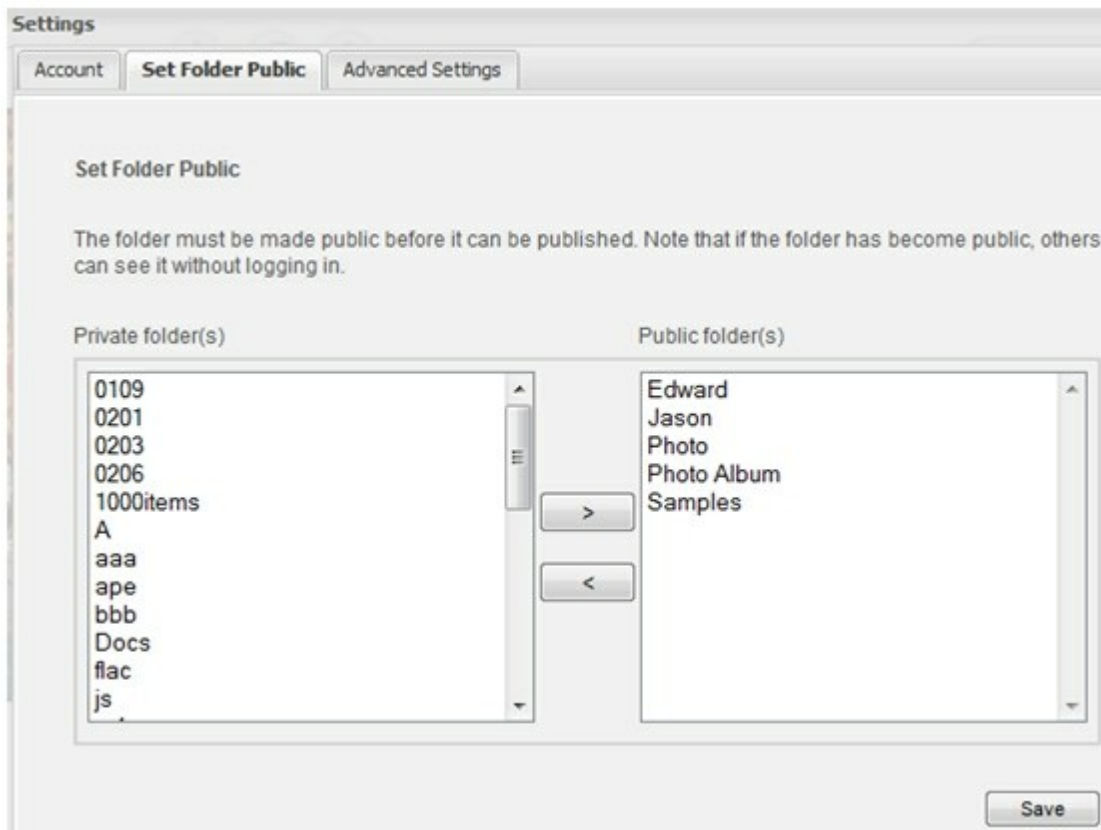 Settings
Account Set Folder Public Advanced Settings
Set Folder Public
The folder must be made public before it can be published. Note that if the folder has become public, others
can see it without logging in.
Private folder(s)
Public folder(s)
0109
0201
0203
0206
1000items
A
aaa
ape
bbb
Docs
flac
js
>
<
Edward
Jason
Photo
Photo Album
Samples
Save